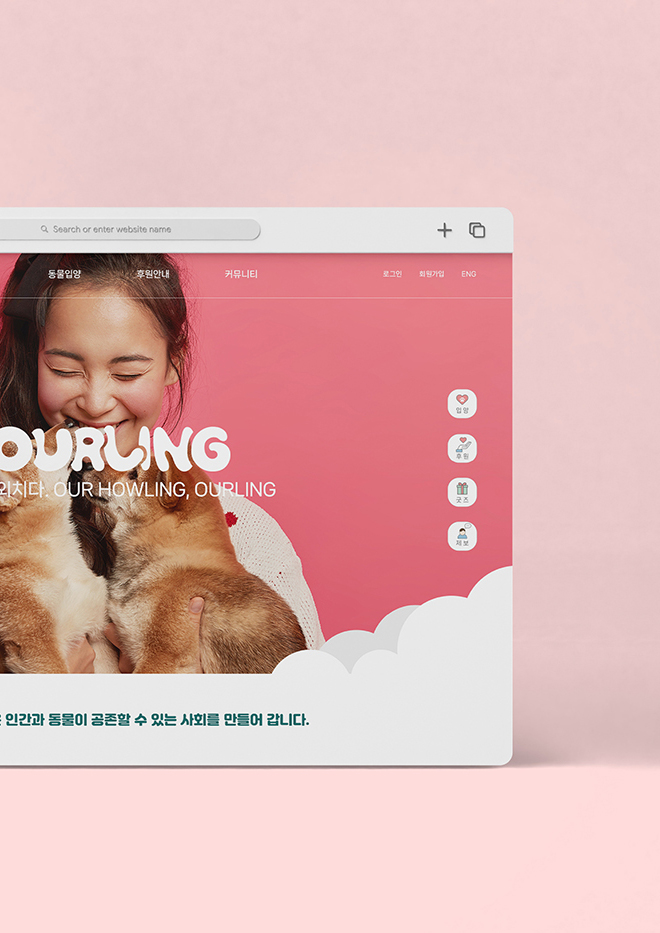 Search or enter website name
동물입양 후원안내 커뮤니티 로그인 회원가입 ENG
입양
OURLING
후원
외치다. OUR HOWLING, OURLING
굿즈
제보
인간과 동물이 공존할 수 있는 사회를 만들어 갑니다.